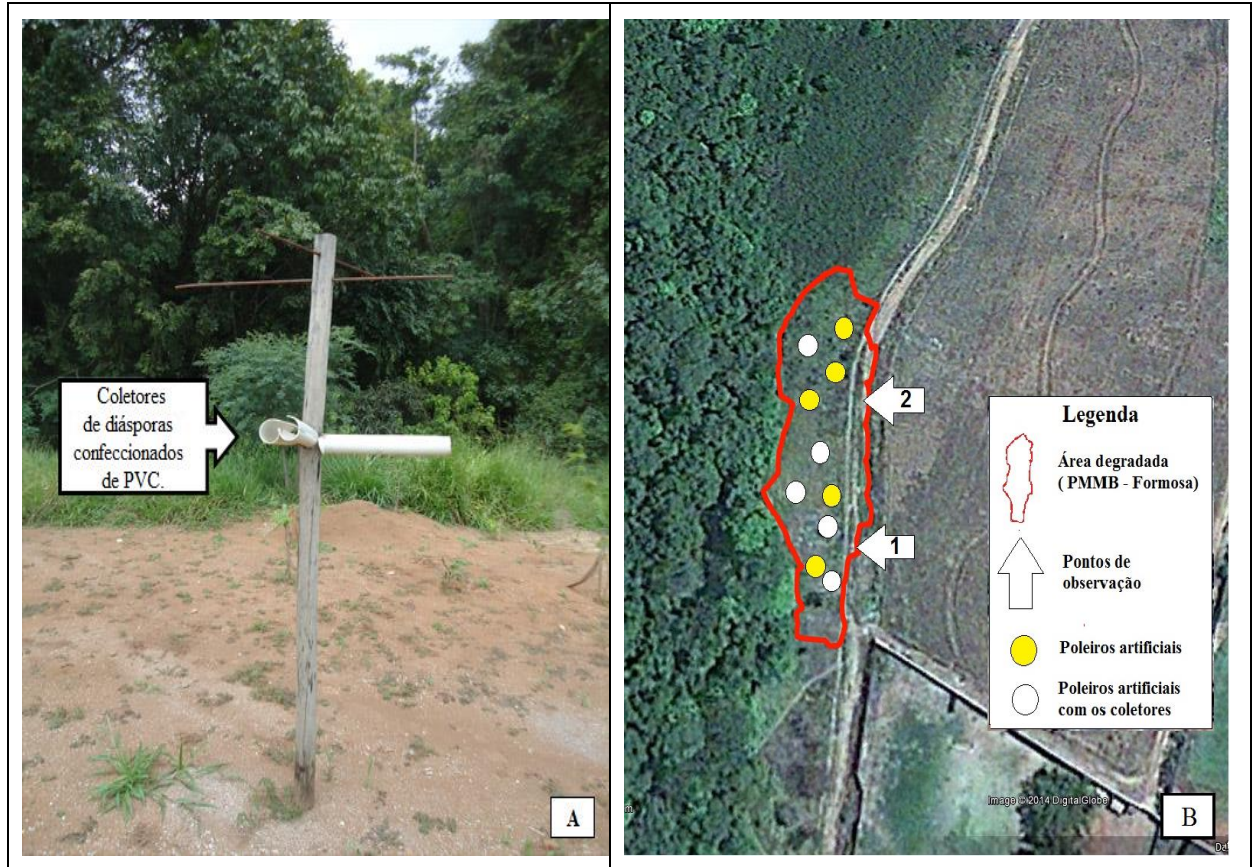 Coletores
de diásporas
confeccionados
de PVC.
A
2
1
Legenda
Área degradada
( PMMB - Formosa)
Pontos de
observação
Poleiros artificiais
Poleiros artificiais
com os coletores
Image © 2014 DigitalGlobe
B